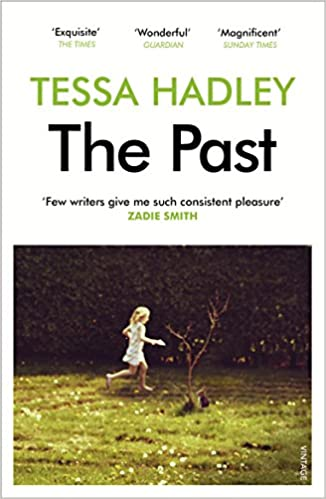 ‘Exquisite’ ‘Wonderful’ ‘Magnificent’
THE TIMES GUARDIAN SUNDAY TIMES
TESSA HADLEY
The Past
‘Few writers give me such consistent pleasure’
ZADIE SMITH
VINTAGE